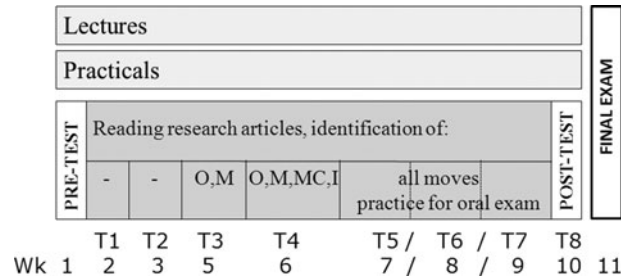 Lectures
Practicals
PRE-TEST
Reading research articles, identification of:
- - O,M O,M,MC,I all moves
practice for oral exam
POST-TEST
FINAL EXAM
T1 T2 T3 T4 T5 / T6 / T7 T8
Wk 1 2 3 5 6 7 / 8 / 9 10 11